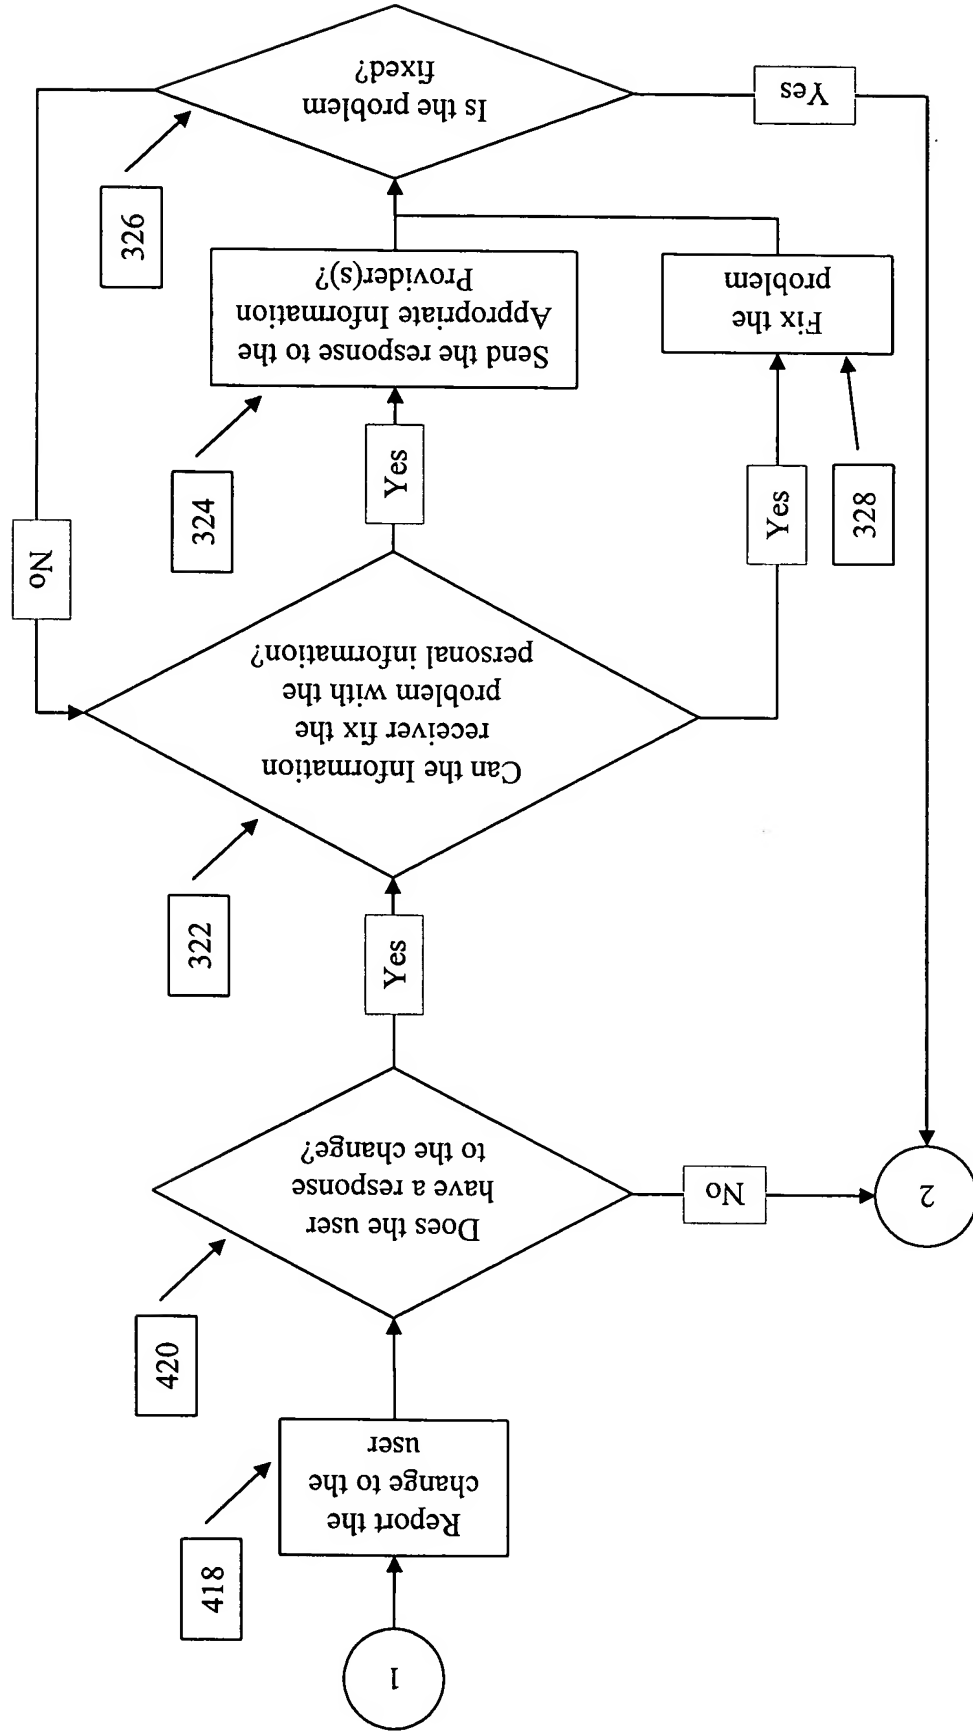 1
418
Report the
change to the
user
420
Does the user
have a response
to the change?
No
2
Yes
322
Can the Information
receiver fix the
problem with the
personal information?
Yes
324
Send the response to the
Appropriate Information
Provider(s)?
Yes
328
Fix the
problem
326
Is the problem
fixed?
No
Yes